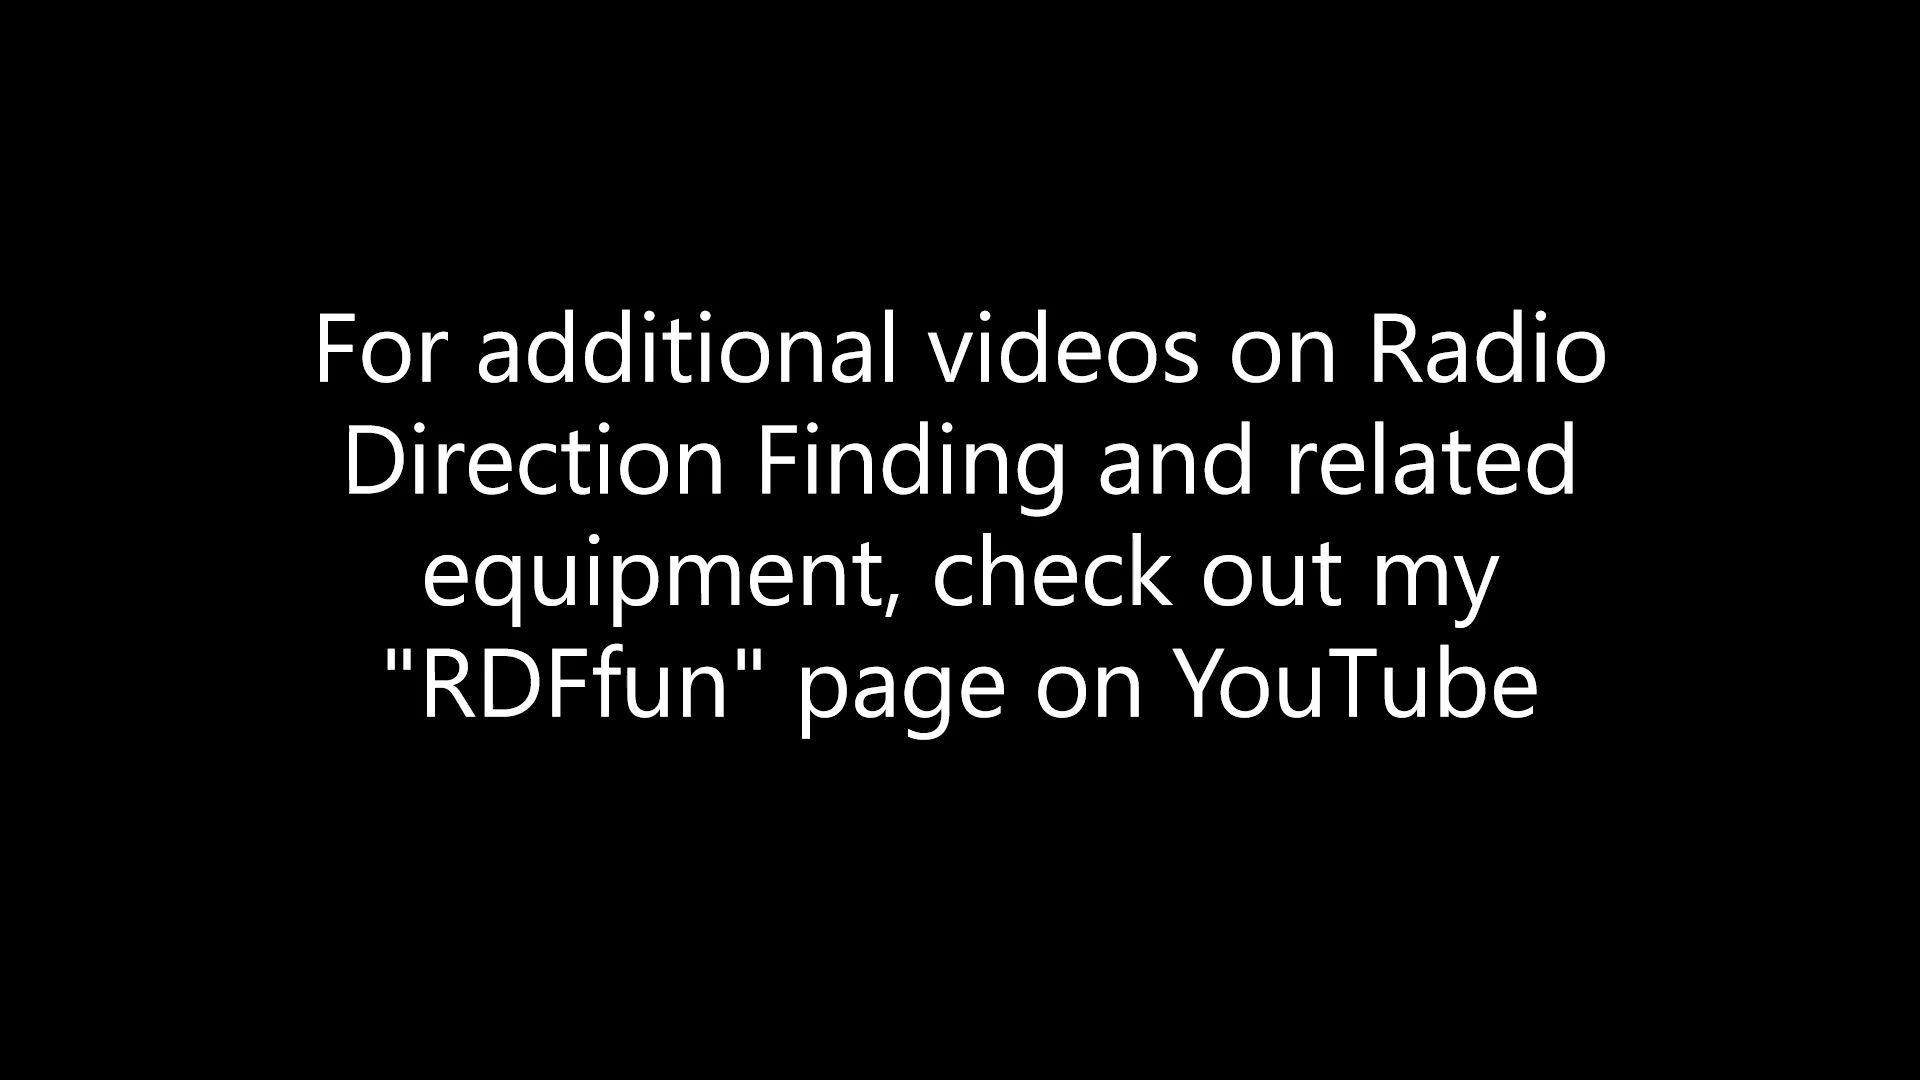 For additional videos on Radio
Direction Finding and related
equipment, check out my
"RDFfun" page on YouTube